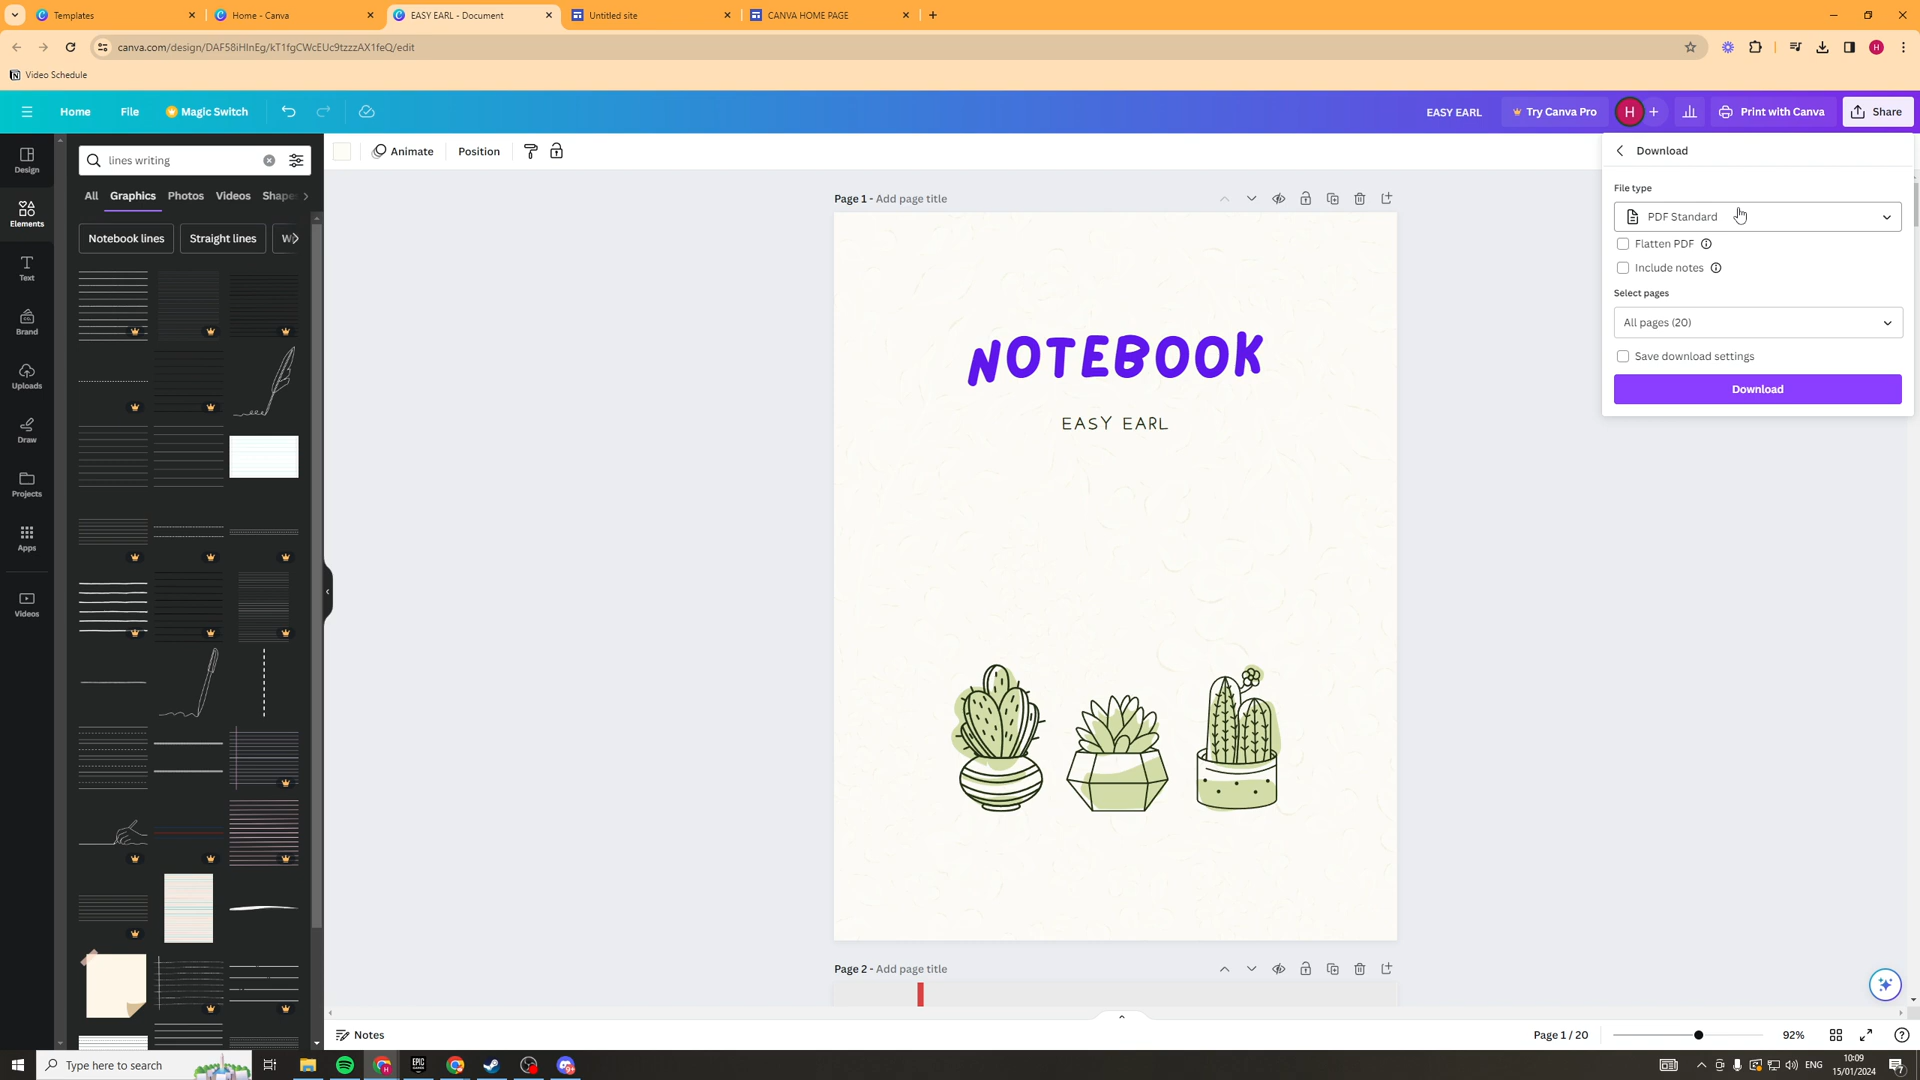 Templates
Home - Canva
EASY EARL - Document
Untitled site
CANVA HOME PAGE
canva.com/design/DAF58iHInEg/kT1fgCWcEUc9tzzzAX1feQ/edit
H
Video Schedule
Home
File
Magic Switch
EASY EARL
Try Canva Pro
H
Print with Canva
Share
Design
Elements
Text
Brand
Uploads
Draw
Projects
Apps
Videos
lines writing
All
Graphics
Photos
Videos
Shape
Notebook lines
Straight lines
Animate
Position
Page 1 - Add page title
NOTEBOOK
EASY EARL
Page 2 - Add page title
Download
File type
PDF Standard
Flatten PDF
Include notes
Select pages
All pages (20)
Save download settings
Download
Notes
Page 1 / 20
92%
Type here to search
EPIC GAMES
ENG
10:09
15/01/2024